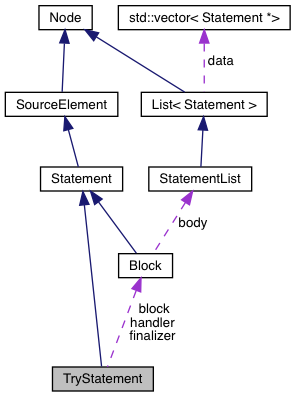 Node
std::vector< Statement *>
data
SourceElement
List< Statement >
Statement
StatementList
body
Block
block
handler
finalizer
TryStatement